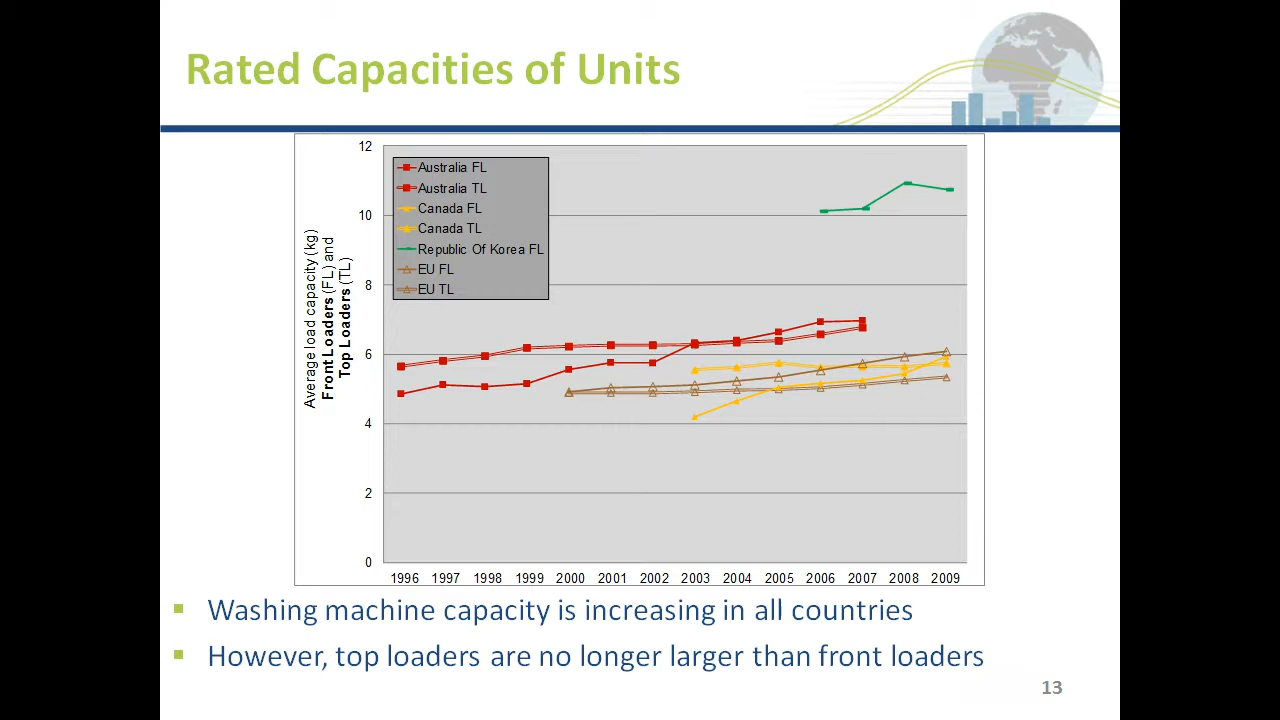 Rated Capacities of Units
Average load capacity (kg)
Front Loaders (FL) and
Top Loaders (TL)
12
10
8
6
4
2
0
Australia FL
Australia TL
Canada FL
Canada TL
Republic Of Korea FL
EU FL
EU TL
1996 1997 1998 1999 2000 2001 2002 2003 2004 2005 2006 2007 2008 2009
Washing machine capacity is increasing in all countries
However, top loaders are no longer larger than front loaders
13